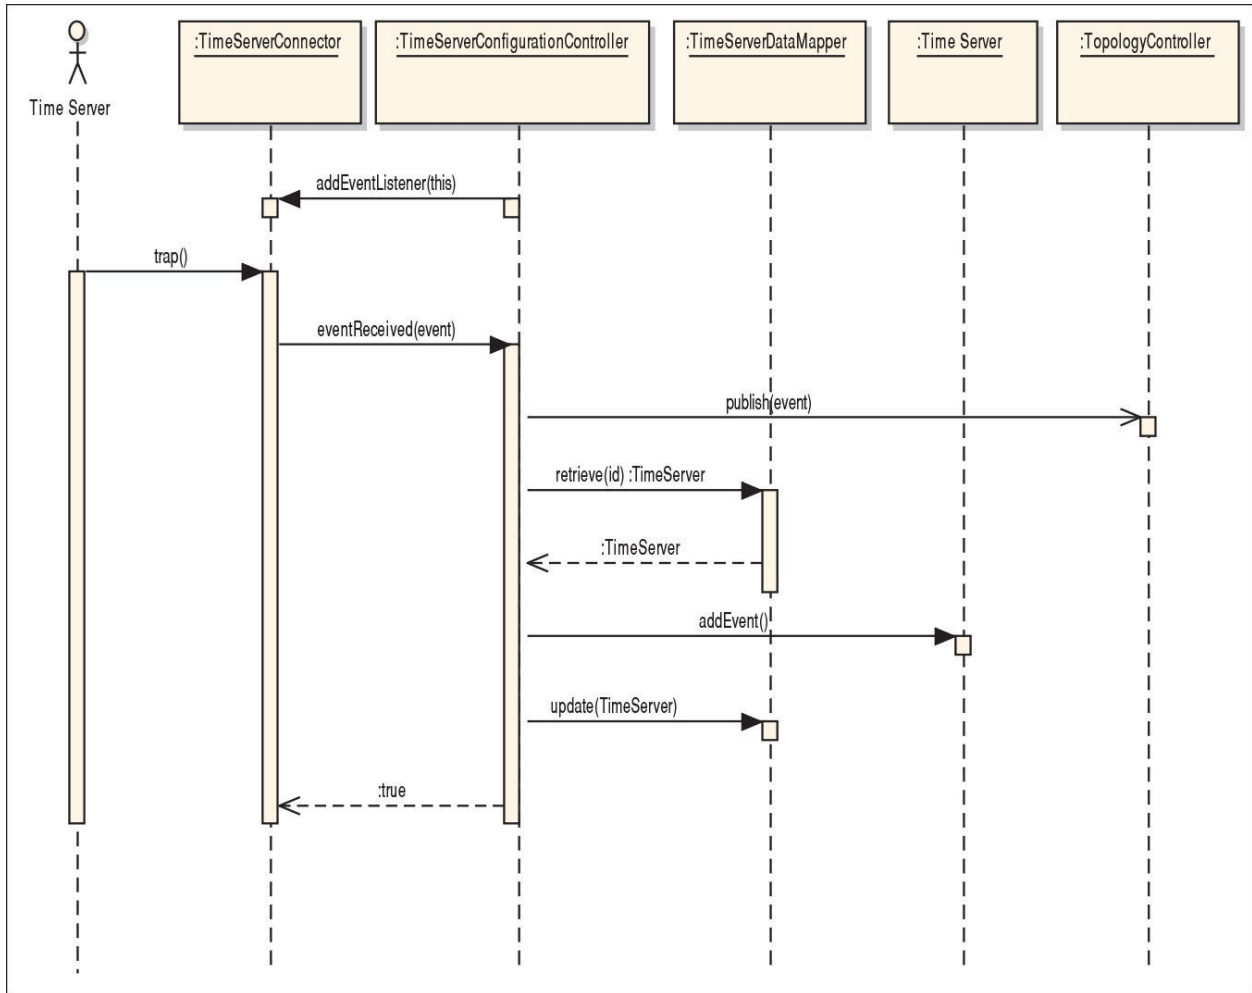 :TimeServerConnector
:TimeServerConfigurationController
:TimeServerDataMapper
:Time Server
:TopologyController
Time Server
addEventListener(this)
trap()
eventReceived(event)
publish(event)
retrieve(id) :TimeServer
:TimeServer
addEvent()
update(TimeServer)
:true